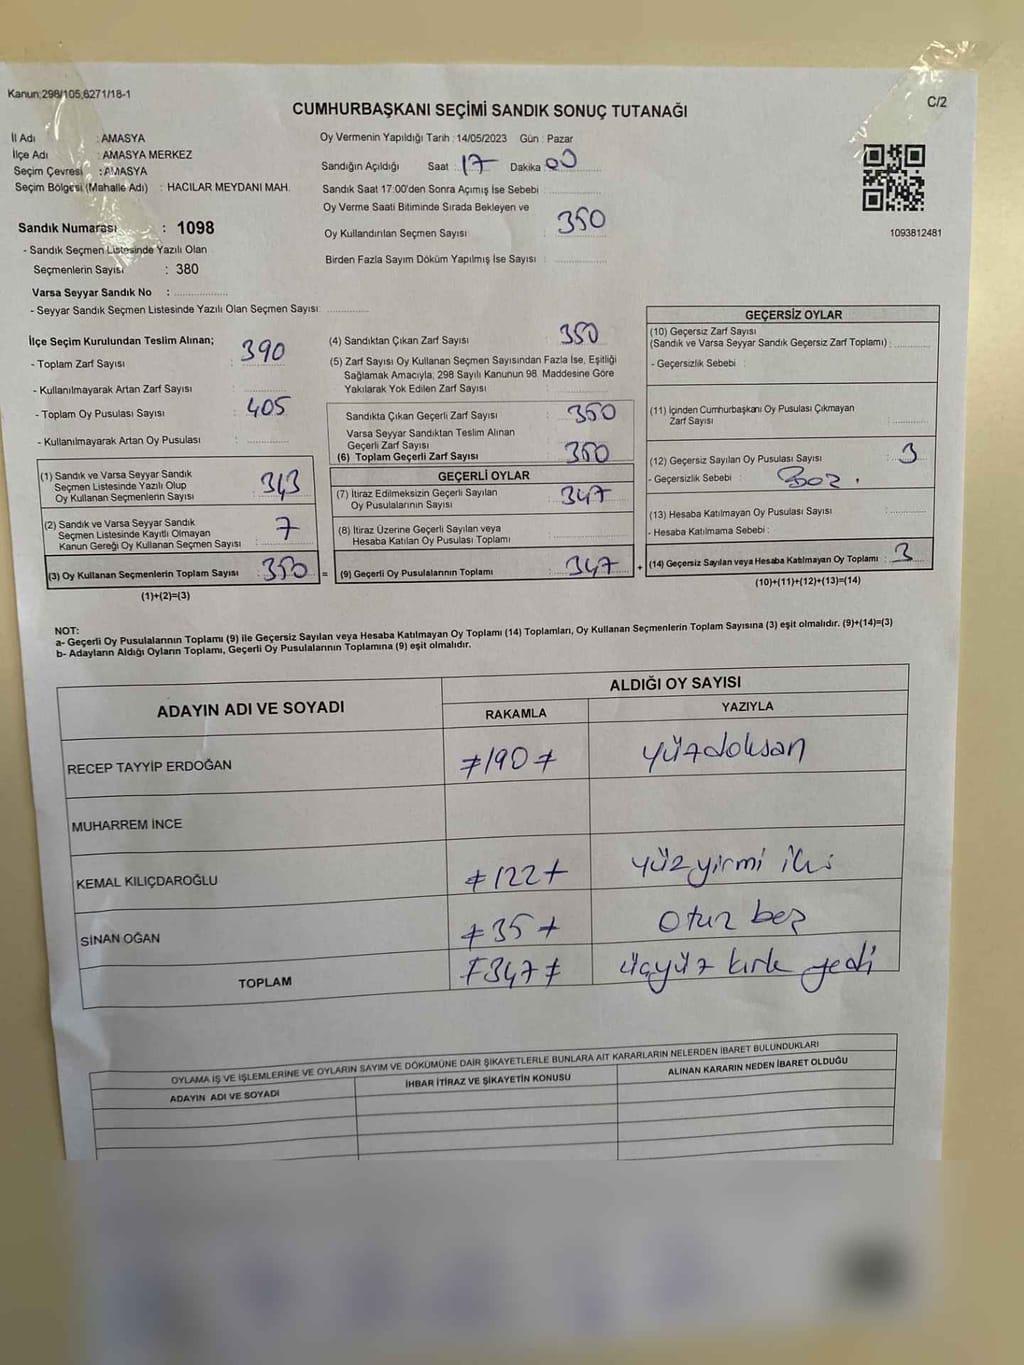 Kanun;298/105,6271/18-1
C/2
CUMHURBAŞKANI SEÇİMİ SANDIK SONUÇ TUTANAĞI
İl Adı : AMASYA
İlçe Adı : AMASYA MERKEZ
Seçim Çevresi : AMASYA
Seçim Bölgesi (Mahalle Adı) : HACILAR MEYDANI MAH.
Sandık Numarası : 1098
- Sandık Seçmen Listesinde Yazılı Olan
Seçmenlerin Sayısı : 380
Varsa Seyyar Sandık No :
- Seyyar Sandık Seçmen Listesinde Yazılı Olan Seçmen Sayısı :
Oy Vermenin Yapıldığı Tarih : 14/05/2023 Gün : Pazar
Sandığın Açıldığı Saat : 17 Dakika : 00
Sandık Saat 17:00'den Sonra Açımış İse Sebebi :
Oy Verme Saati Bitiminde Sırada Bekleyen ve
Oy Kullandırılan Seçmen Sayısı : 350
Birden Fazla Sayım Döküm Yapılmış İse Sayısı :
1093812481
İlçe Seçim Kurulundan Teslim Alınan;
- Toplam Zarf Sayısı : 390
- Kullanılmayarak Artan Zarf Sayısı :
- Toplam Oy Pusulası Sayısı : 405
- Kullanılmayarak Artan Oy Pusulası :
(1) Sandık ve Varsa Seyyar Sandık
Seçmen Listesinde Yazılı Olup
Oy Kullanan Seçmenlerin Sayısı : 343
(2) Sandık ve Varsa Seyyar Sandık
Seçmen Listesinde Kayıtlı Olmayan
Kanun Gereği Oy Kullanan Seçmen Sayısı : 7
(3) Oy Kullanan Seçmenlerin Toplam Sayısı : 350 =
(1)+(2)=(3)
(4) Sandıktan Çıkan Zarf Sayısı : 350
(5) Zarf Sayısı Oy Kullanan Seçmen Sayısından Fazla İse, Eşitliği
Sağlamak Amacıyla, 298 Sayılı Kanunun 98. Maddesine Göre
Yakılarak Yok Edilen Zarf Sayısı :
Sandıkta Çıkan Geçerli Zarf Sayısı : 350
Varsa Seyyar Sandıktan Teslim Alınan
Geçerli Zarf Sayısı :
(6) Toplam Geçerli Zarf Sayısı : 350
GEÇERLİ OYLAR
(7) İtiraz Edilmeksizin Geçerli Sayılan
Oy Pusulalarının Sayısı : 347
(8) İtiraz Üzerine Geçerli Sayılan veya
Hesaba Katılan Oy Pusulası Toplamı :
(9) Geçerli Oy Pusulalarının Toplamı : 347 +
GEÇERSİZ OYLAR
(10) Geçersiz Zarf Sayısı
(Sandık ve Varsa Seyyar Sandık Geçersiz Zarf Toplamı) :
- Geçersizlik Sebebi :
(11) İçinden Cumhurbaşkanı Oy Pusulası Çıkmayan
Zarf Sayısı :
(12) Geçersiz Sayılan Oy Pusulası Sayısı : 3
- Geçersizlik Sebebi :
(13) Hesaba Katılmayan Oy Pusulası Sayısı :
- Hesaba Katılmama Sebebi :
(14) Geçersiz Sayılan veya Hesaba Katılmayan Oy Toplamı : 3
(10)+(11)+(12)+(13)=(14)
NOT:
a- Geçerli Oy Pusulalarının Toplamı (9) ile Geçersiz Sayılan veya Hesaba Katılmayan Oy Toplamı (14) Toplamları, Oy Kullanan Seçmenlerin Toplam Sayısına (3) eşit olmalıdır. (9)+(14)=(3)
b- Adayların Aldığı Oyların Toplamı, Geçerli Oy Pusulalarının Toplamına (9) eşit olmalıdır.
ADAYIN ADI VE SOYADI
ALDIĞI OY SAYISI
RAKAMLA YAZIYLA
RECEP TAYYİP ERDOĞAN ≠190≠ yüzdoksan
MUHARREM İNCE
KEMAL KILIÇDAROĞLU ≠122+ yüzyirmi iki
SİNAN OĞAN ≠35+ otuz beş
TOPLAM ≠347≠ üçyüz kırk yedi
OYLAMA İŞ VE İŞLEMLERİNE VE OYLARIN SAYIM VE DÖKÜMÜNE DAİR ŞİKAYETLERLE BUNLARA AİT KARARLARIN NELERDEN İBARET BULUNDUKLARI
ADAYIN ADI VE SOYADI İHBAR İTİRAZ VE ŞİKAYETİN KONUSU ALINAN KARARIN NEDEN İBARET OLDUĞU